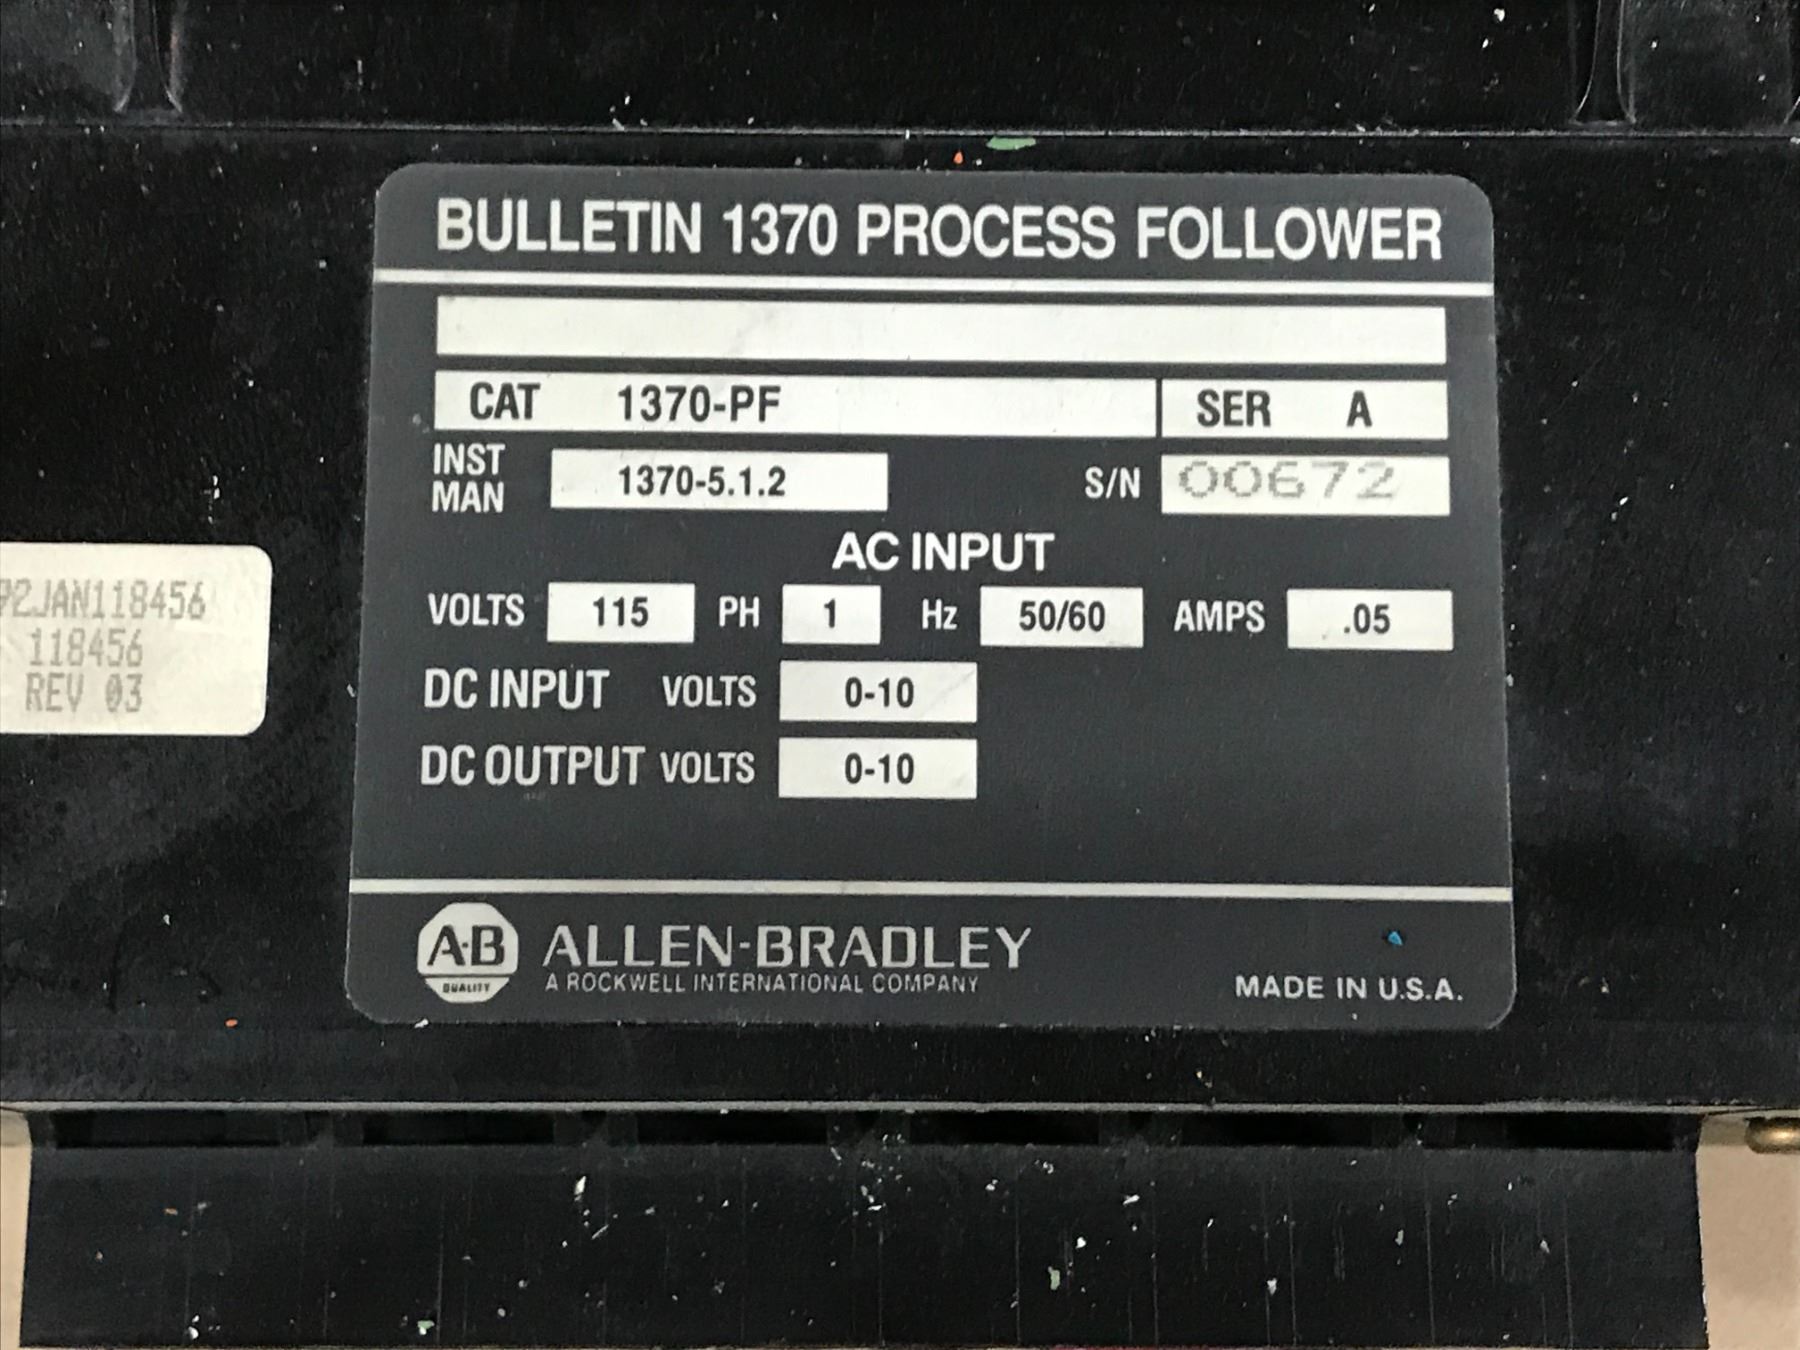 BULLETIN 1370 PROCESS FOLLOWER
CAT 1370-PF SER A
INST MAN 1370-5.1.2 S/N 00672
AC INPUT
VOLTS 115 PH 1 Hz 50/60 AMPS .05
DC INPUT VOLTS 0-10
DC OUTPUT VOLTS 0-10
A-B QUALITY
ALLEN-BRADLEY
A ROCKWELL INTERNATIONAL COMPANY
MADE IN U.S.A.
92JAN118456
118456
REV 03